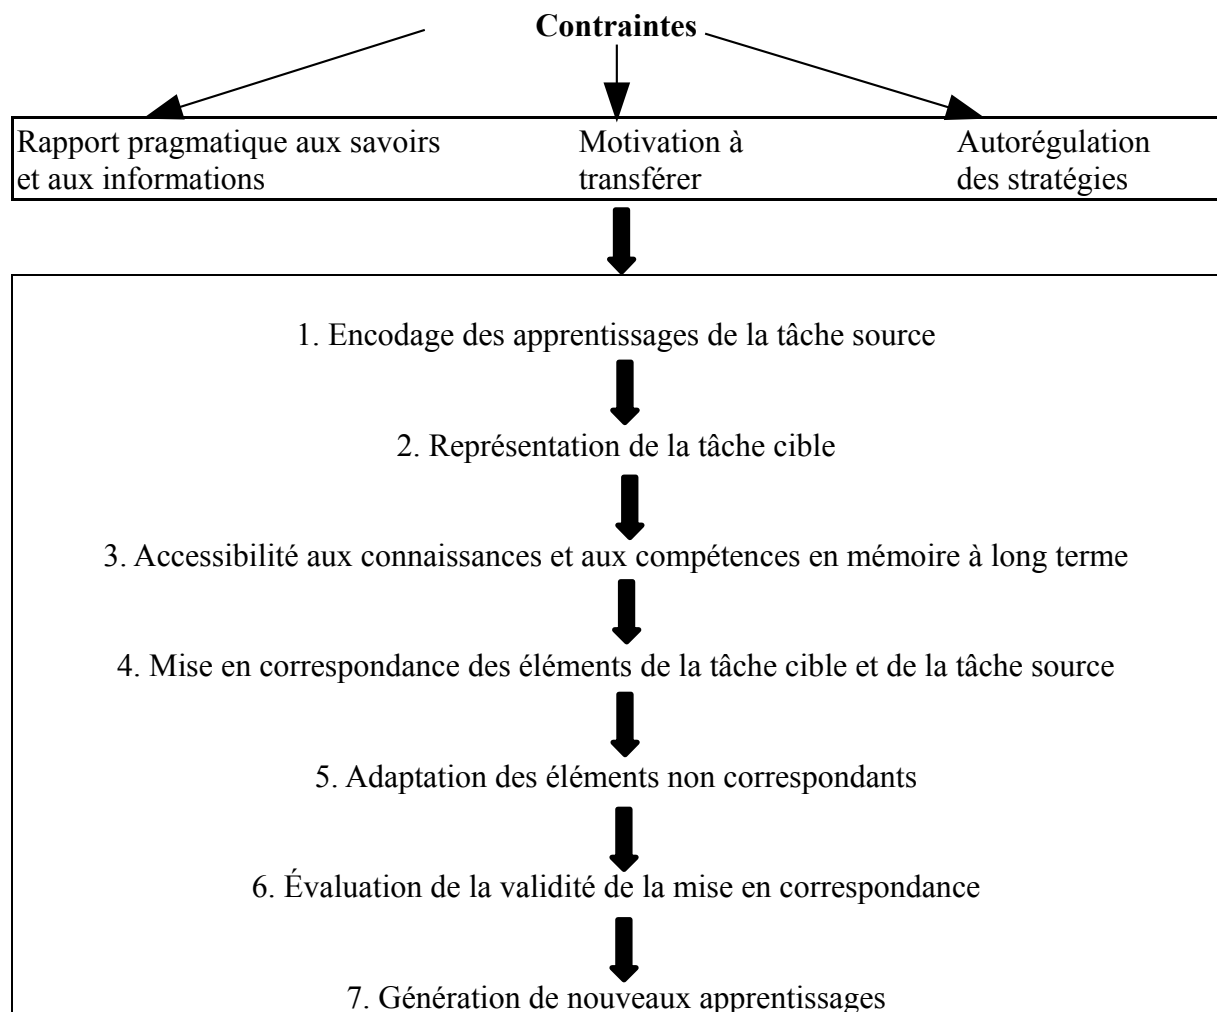 Contraintes
Rapport pragmatique aux savoirs
et aux informations
Motivation à
transférer
Autorégulation
des stratégies
1. Encodage des apprentissages de la tâche source
2. Représentation de la tâche cible
3. Accessibilité aux connaissances et aux compétences en mémoire à long terme
4. Mise en correspondance des éléments de la tâche cible et de la tâche source
5. Adaptation des éléments non correspondants
6. Évaluation de la validité de la mise en correspondance
7. Génération de nouveaux apprentissages